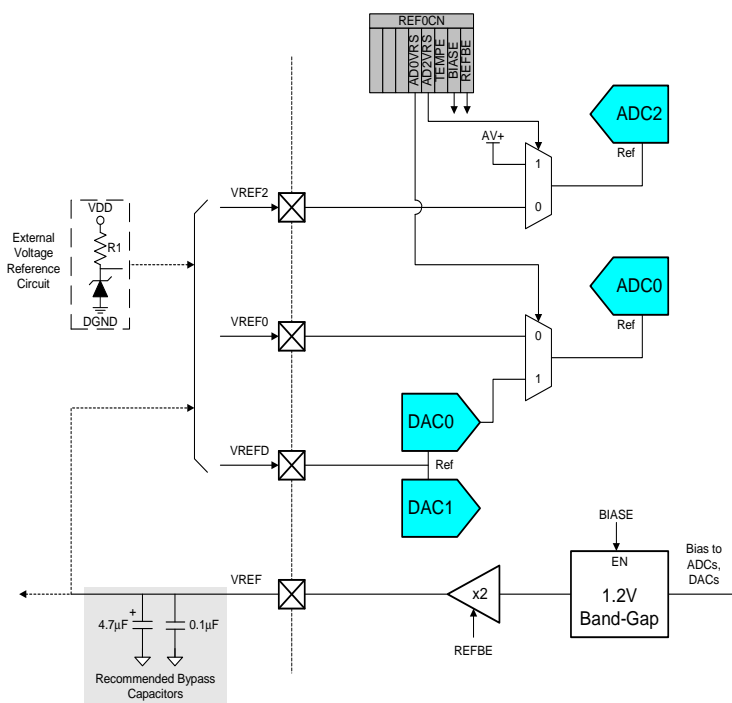 REF0CN
AD0VRS
AD2VRS
TEMPE
BIASE
REFBE
ADC2
AV+
Ref
1
VREF2
0
External
Voltage
Reference
Circuit
VDD
R1
DGND
ADC0
Ref
VREF0
0
1
DAC0
VREFD
Ref
DAC1
BIASE
EN
Bias to
ADCs,
DACs
VREF
x2
1.2V
Band-Gap
REFBE
+
4.7µF
0.1µF
Recommended Bypass
Capacitors